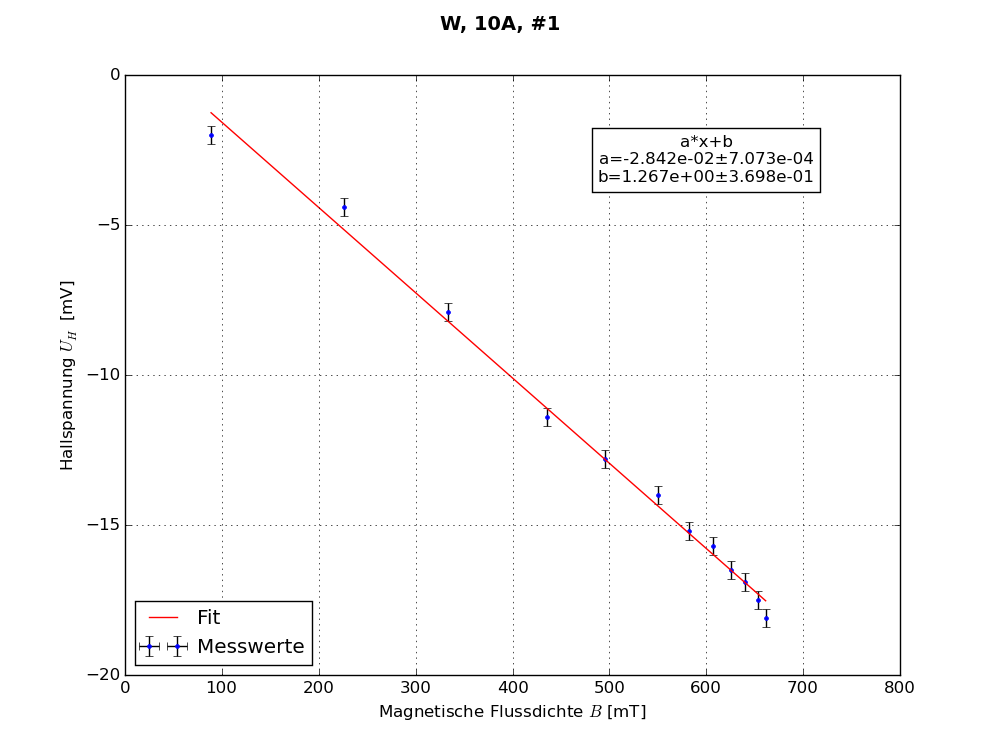 W, 10A, #1
0
−5
−10
−15
−20
Hallspannung U_H [mV]
a*x+b
a=-2.842e-02±7.073e-04
b=1.267e+00±3.698e-01
Fit
Messwerte
0 100 200 300 400 500 600 700 800
Magnetische Flussdichte B [mT]